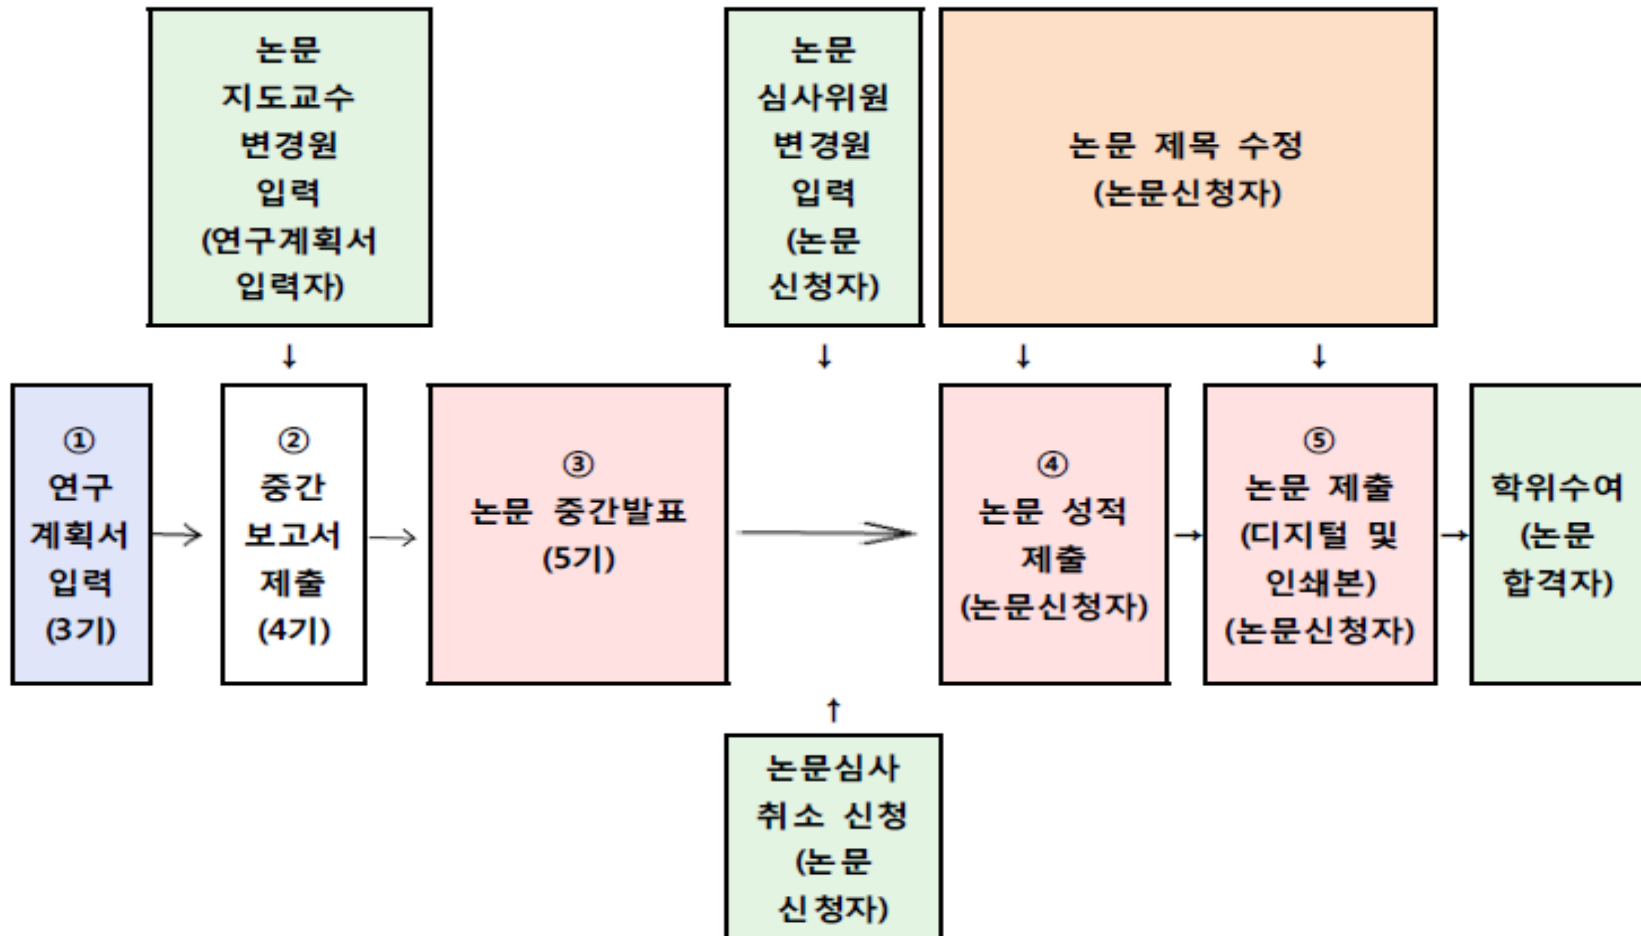 논문
지도교수
변경원
입력
(연구계획서
입력자)
논문
심사위원
변경원
입력
(논문
신청자)
논문 제목 수정
(논문신청자)
↓
↓
↓
↓
①
연구
계획서
입력
(3기)
→
②
중간
보고서
제출
(4기)
→
③
논문 중간발표
(5기)
→
④
논문 성적
제출
(논문신청자)
→
⑤
논문 제출
(디지털 및
인쇄본)
(논문신청자)
→
학위수여
(논문
합격자)
↑
논문심사
취소 신청
(논문
신청자)